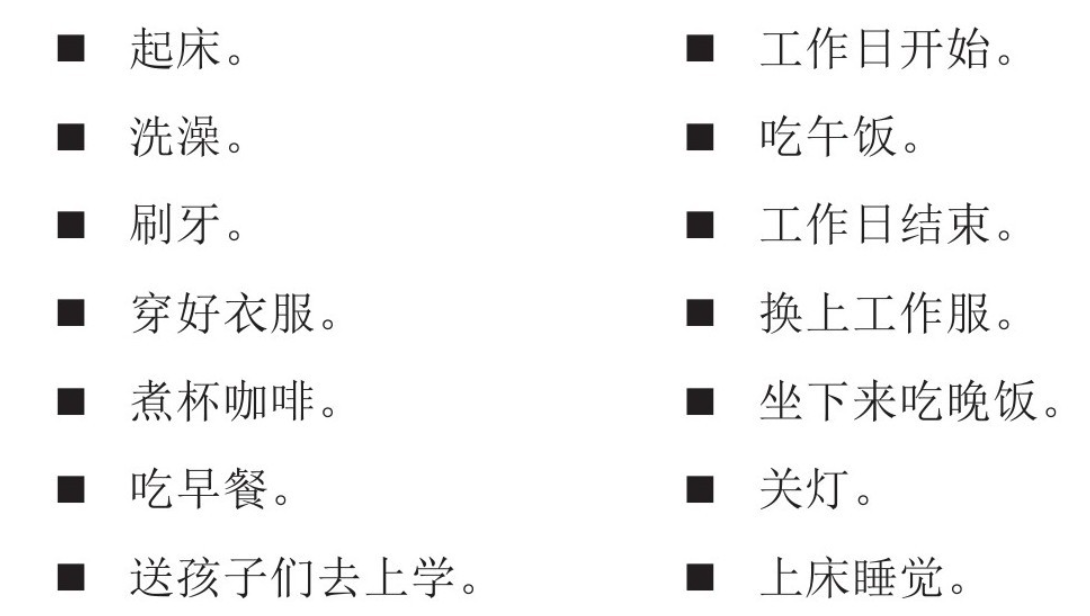 ■ 起床。
■ 洗澡。
■ 刷牙。
■ 穿好衣服。
■ 煮杯咖啡。
■ 吃早餐。
■ 送孩子们去上学。
■ 工作日开始。
■ 吃午饭。
■ 工作日结束。
■ 换上工作服。
■ 坐下来吃晚饭。
■ 关灯。
■ 上床睡觉。